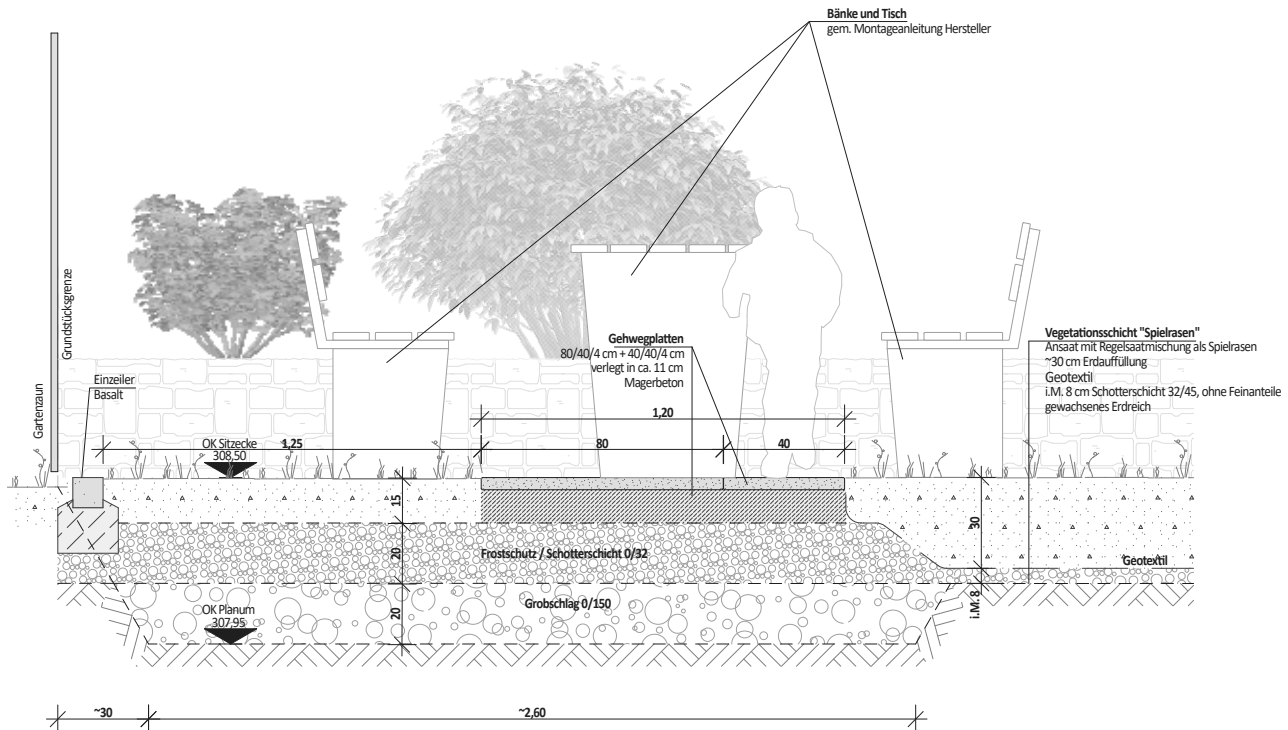 Bänke und Tisch
gem. Montageanleitung Hersteller
Grundstücksgrenze
Gartenzaun
Einzeiler
Basalt
Gehwegplatten
80/40/4 cm + 40/40/4 cm
verlegt in ca. 11 cm
Magerbeton
Vegetationsschicht "Spielrasen"
Ansaat mit Regelsaatmischung als Spielrasen
~30 cm Erdauffüllung
Geotextil
i.M. 8 cm Schotterschicht 32/45, ohne Feinanteile
gewachsenes Erdreich
1,20
OK Sitzecke
308,50
1,25
80
40
15
30
20
Frostschutz / Schotterschicht 0/32
Geotextil
Grobschlag 0/150
OK Planum
307,95
20
i.M. 8
~30
~2,60